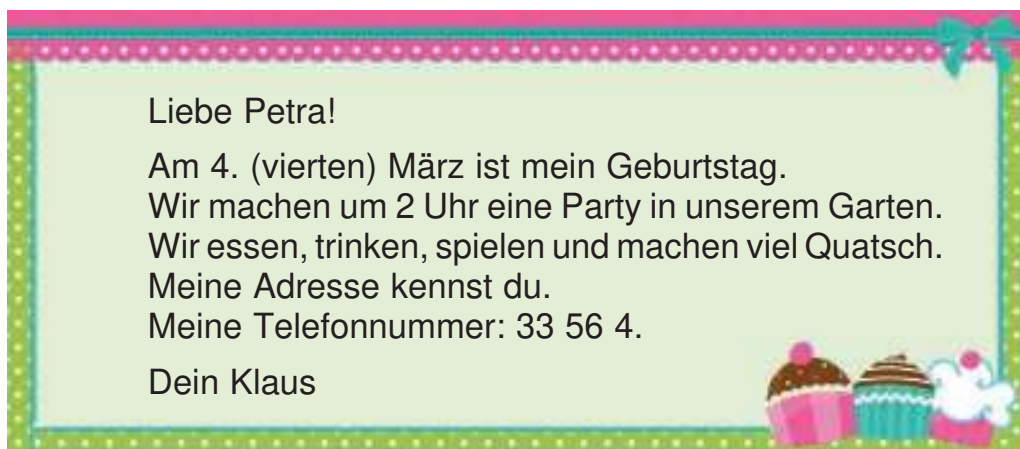 Liebe Petra!
Am 4. (vierten) März ist mein Geburtstag.
Wir machen um 2 Uhr eine Party in unserem Garten.
Wir essen, trinken, spielen und machen viel Quatsch.
Meine Adresse kennst du.
Meine Telefonnummer: 33 56 4.
Dein Klaus